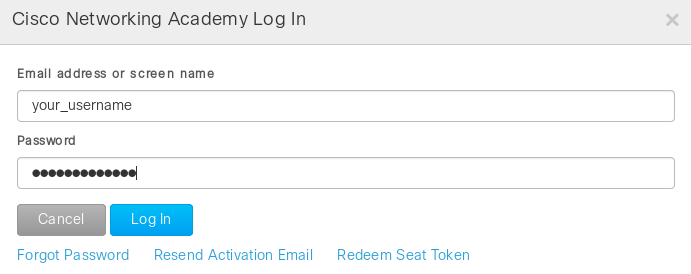 Cisco Networking Academy Log In
Email address or screen name
your_username
Password
●●●●●●●●●●●●●
Cancel Log In
Forgot Password Resend Activation Email Redeem Seat Token